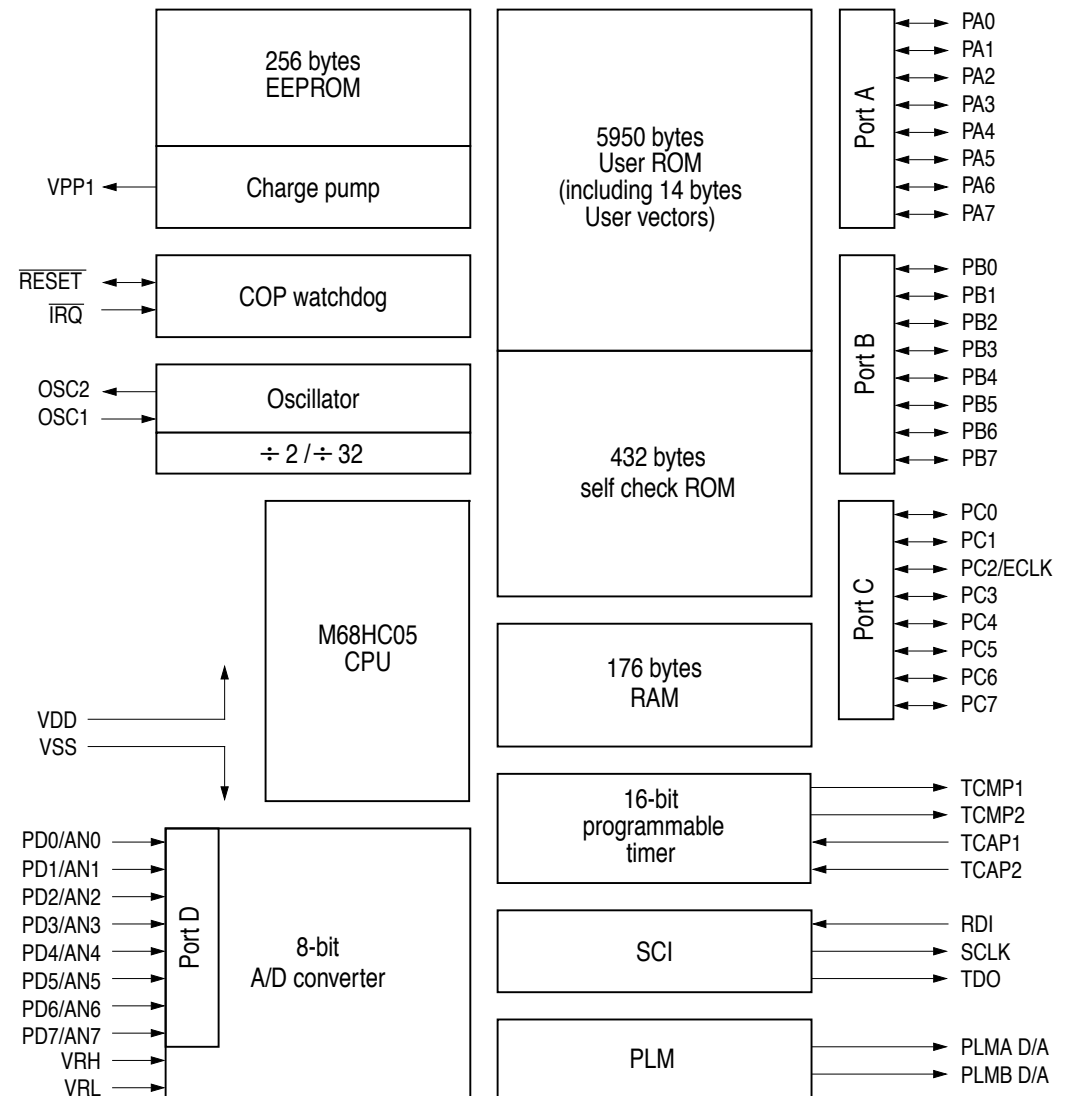 256 bytes
EEPROM
Charge pump
VPP1
RESET
IRQ
COP watchdog
OSC2
OSC1
Oscillator
÷ 2 /÷ 32
M68HC05
CPU
VDD
VSS
PD0/AN0
PD1/AN1
PD2/AN2
PD3/AN3
PD4/AN4
PD5/AN5
PD6/AN6
PD7/AN7
VRH
VRL
Port D
8-bit
A/D converter
5950 bytes
User ROM
(including 14 bytes
User vectors)
432 bytes
self check ROM
176 bytes
RAM
16-bit
programmable
timer
SCI
PLM
Port A
PA0
PA1
PA2
PA3
PA4
PA5
PA6
PA7
Port B
PB0
PB1
PB2
PB3
PB4
PB5
PB6
PB7
Port C
PC0
PC1
PC2/ECLK
PC3
PC4
PC5
PC6
PC7
TCMP1
TCMP2
TCAP1
TCAP2
RDI
SCLK
TDO
PLMA D/A
PLMB D/A